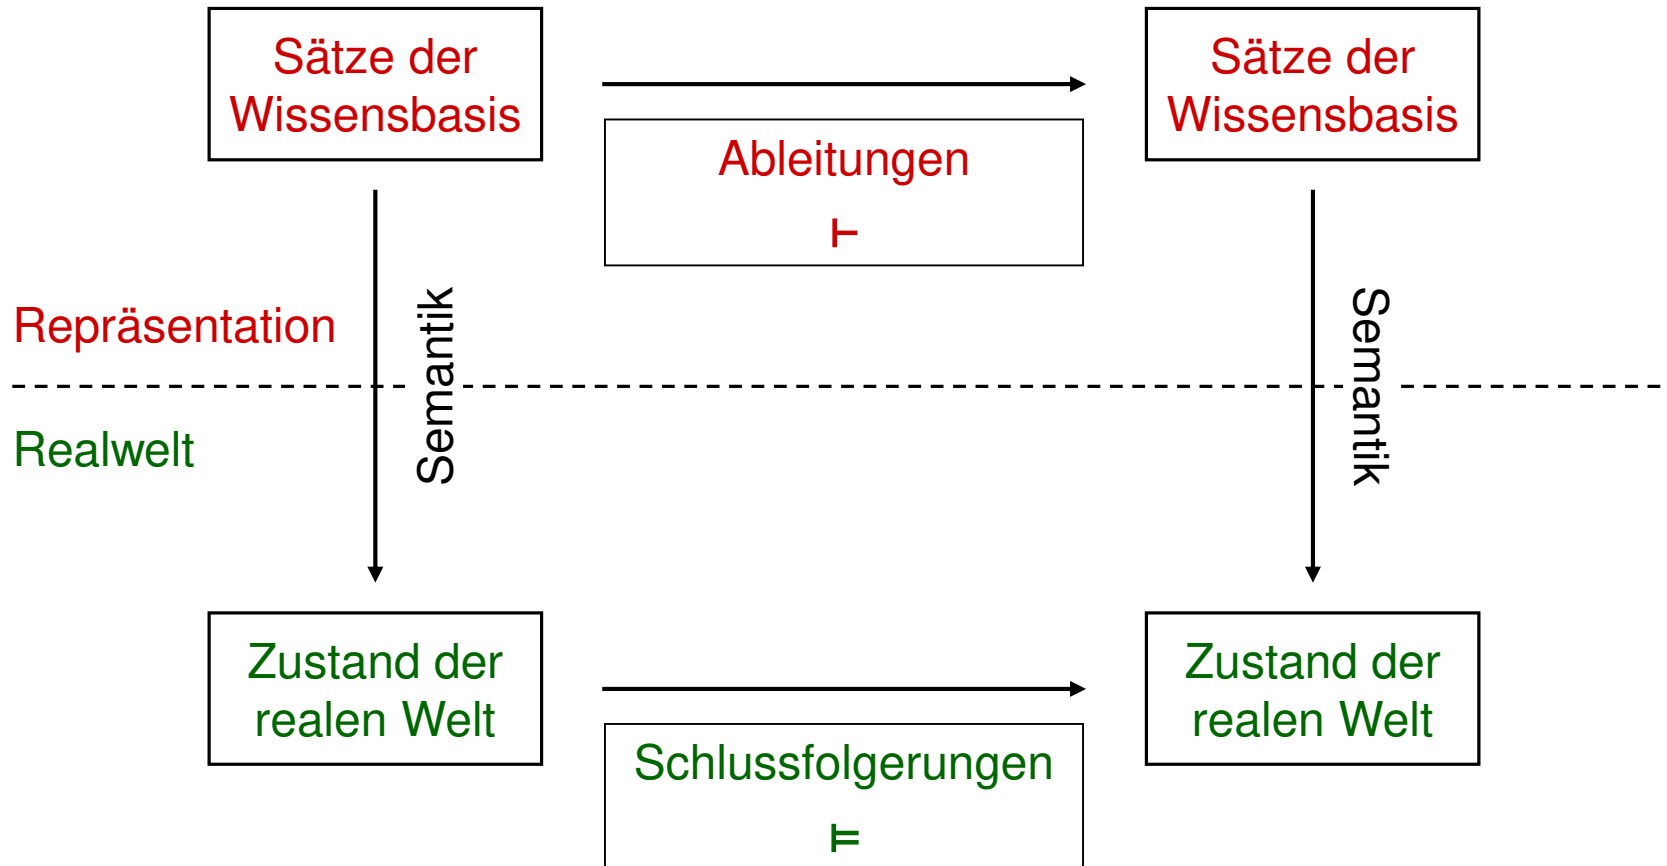 Sätze der
Wissensbasis
Sätze der
Wissensbasis
Ableitungen
⊢
Repräsentation
Semantik
Semantik
Realwelt
Zustand der
realen Welt
Zustand der
realen Welt
Schlussfolgerungen
⊨